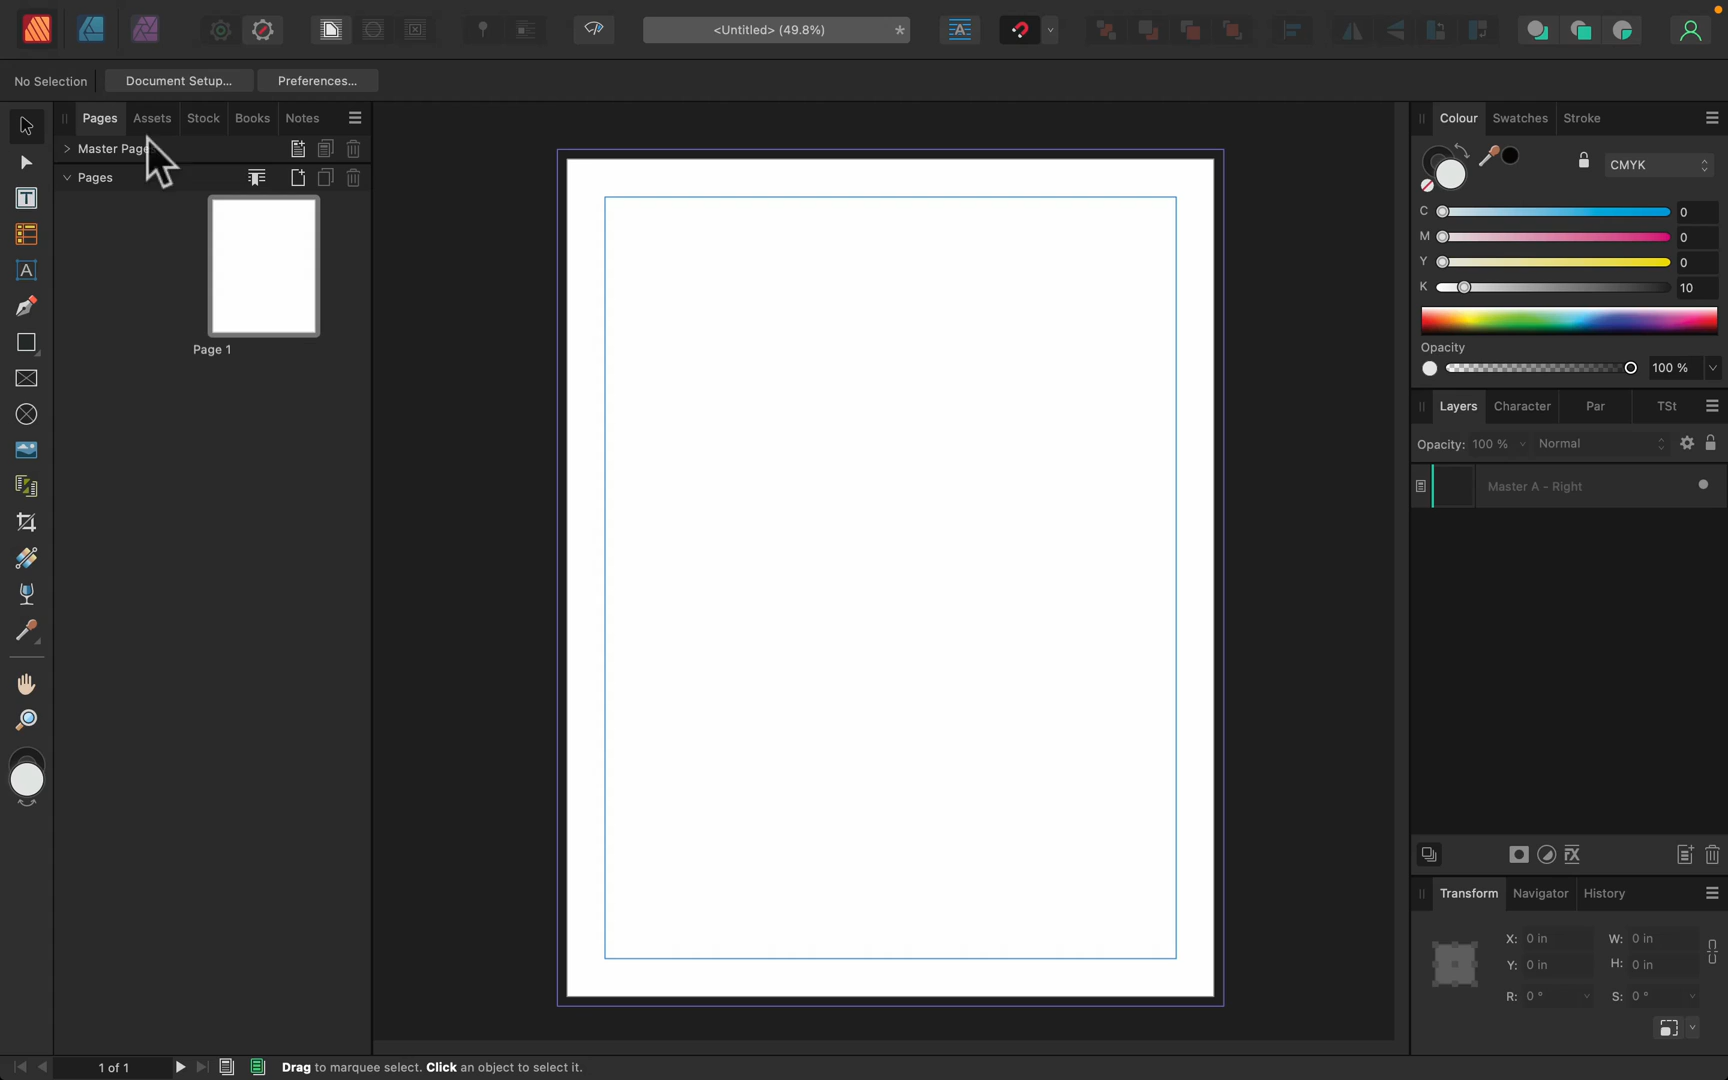 <Untitled> (49.8%)
*
No Selection
Document Setup...
Preferences...
Pages
Assets
Stock
Books
Notes
Master Page
Pages
Page 1
Colour
Swatches
Stroke
CMYK
C
0
M
0
Y
0
K
10
Opacity
100 %
Layers
Character
Par
TSt
Opacity: 100 %
Normal
Master A - Right
Transform
Navigator
History
X: 0 in
W: 0 in
Y: 0 in
H: 0 in
R: 0 °
S: 0 °
1 of 1
Drag to marquee select. Click an object to select it.